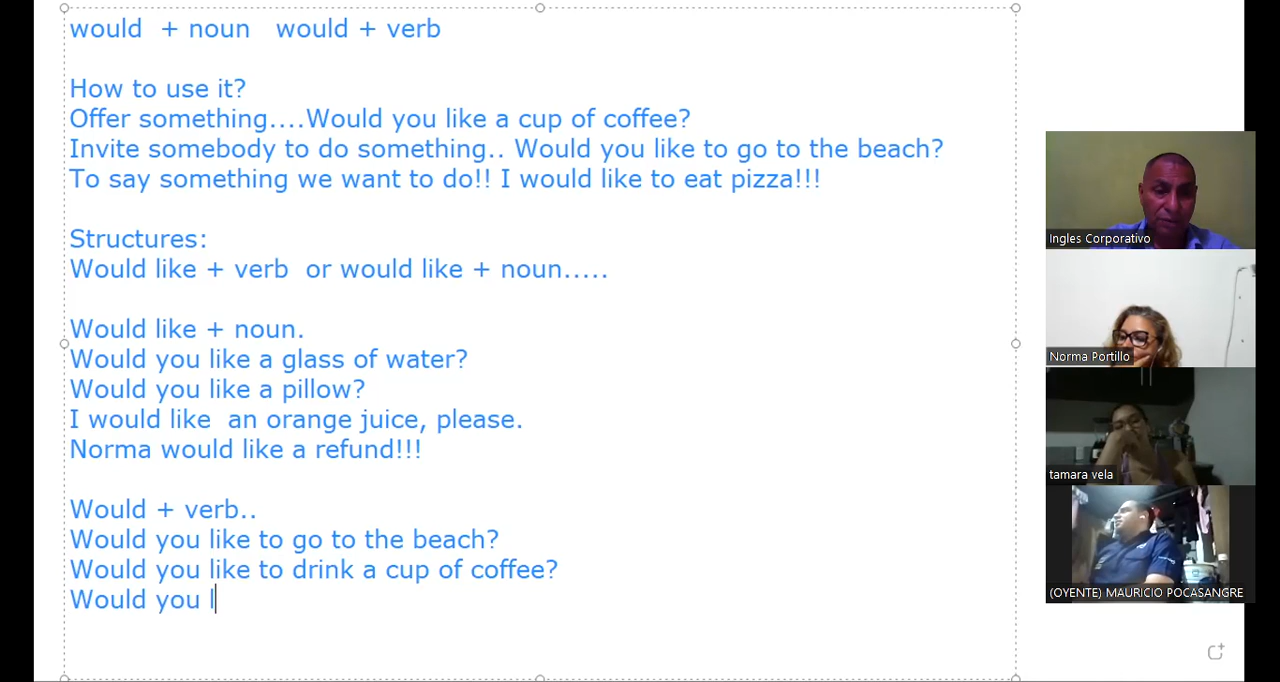 would  + noun   would + verb
How to use it?
Offer something....Would you like a cup of coffee?
Invite somebody to do something.. Would you like to go to the beach?
To say something we want to do!! I would like to eat pizza!!!
Structures:
Would like + verb  or would like + noun.....
Would like + noun.
Would you like a glass of water?
Would you like a pillow?
I would like  an orange juice, please.
Norma would like a refund!!!
Would + verb..
Would you like to go to the beach?
Would you like to drink a cup of coffee?
Would you l
Ingles Corporativo
Norma Portillo
tamara vela
(OYENTE) MAURICIO POCASANGRE